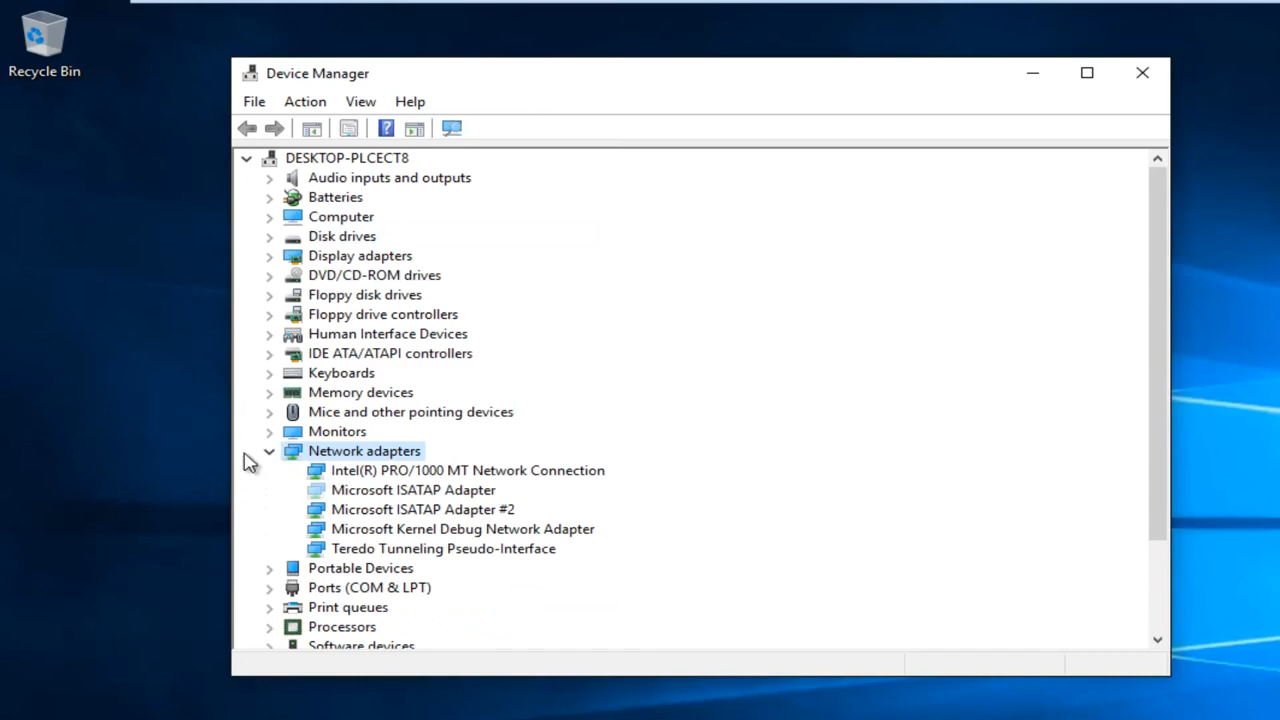 Recycle Bin
Device Manager
File Action View Help
DESKTOP-PLCECT8
Audio inputs and outputs
Batteries
Computer
Disk drives
Display adapters
DVD/CD-ROM drives
Floppy disk drives
Floppy drive controllers
Human Interface Devices
IDE ATA/ATAPI controllers
Keyboards
Memory devices
Mice and other pointing devices
Monitors
Network adapters
Intel(R) PRO/1000 MT Network Connection
Microsoft ISATAP Adapter
Microsoft ISATAP Adapter #2
Microsoft Kernel Debug Network Adapter
Teredo Tunneling Pseudo-Interface
Portable Devices
Ports (COM & LPT)
Print queues
Processors
Software devices